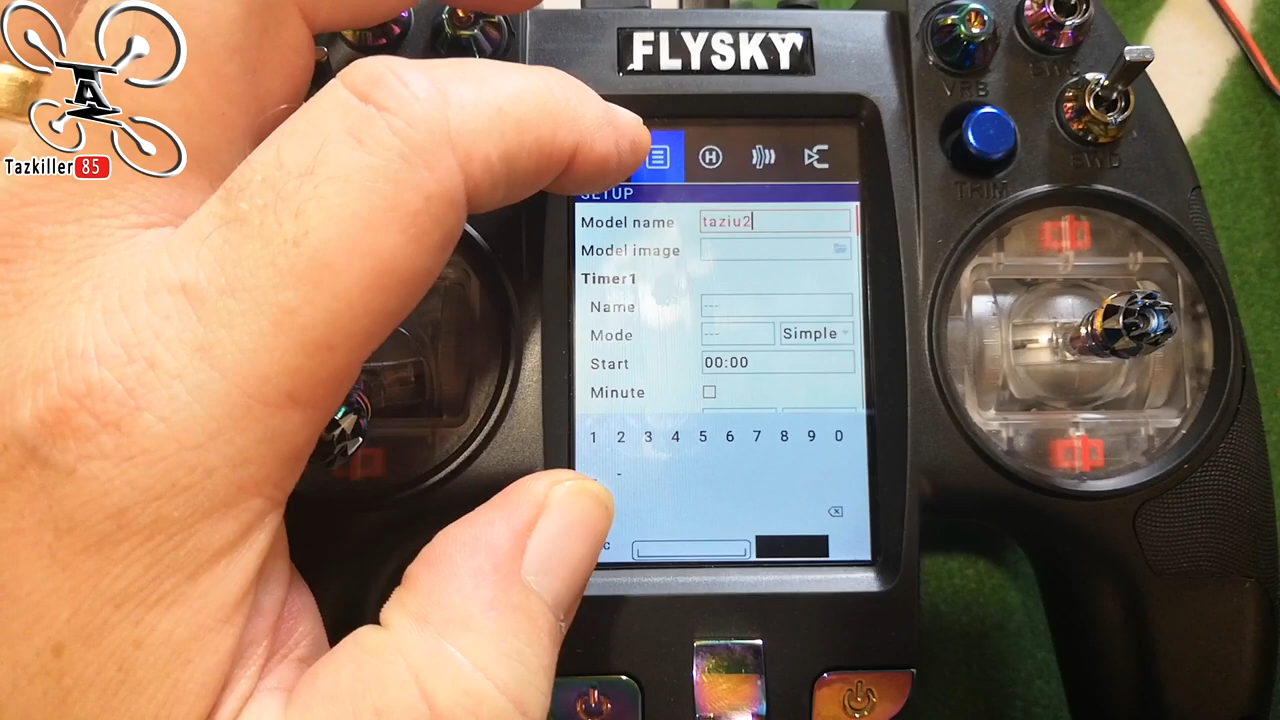 FLYSKY
A
Tazkiller 85
VRB
SWD
TRIM
SETUP
Model name taziu2
Model image
Timer1
Name ---
Mode --- Simple
Start 00:00
Minute
1 2 3 4 5 6 7 8 9 0
-